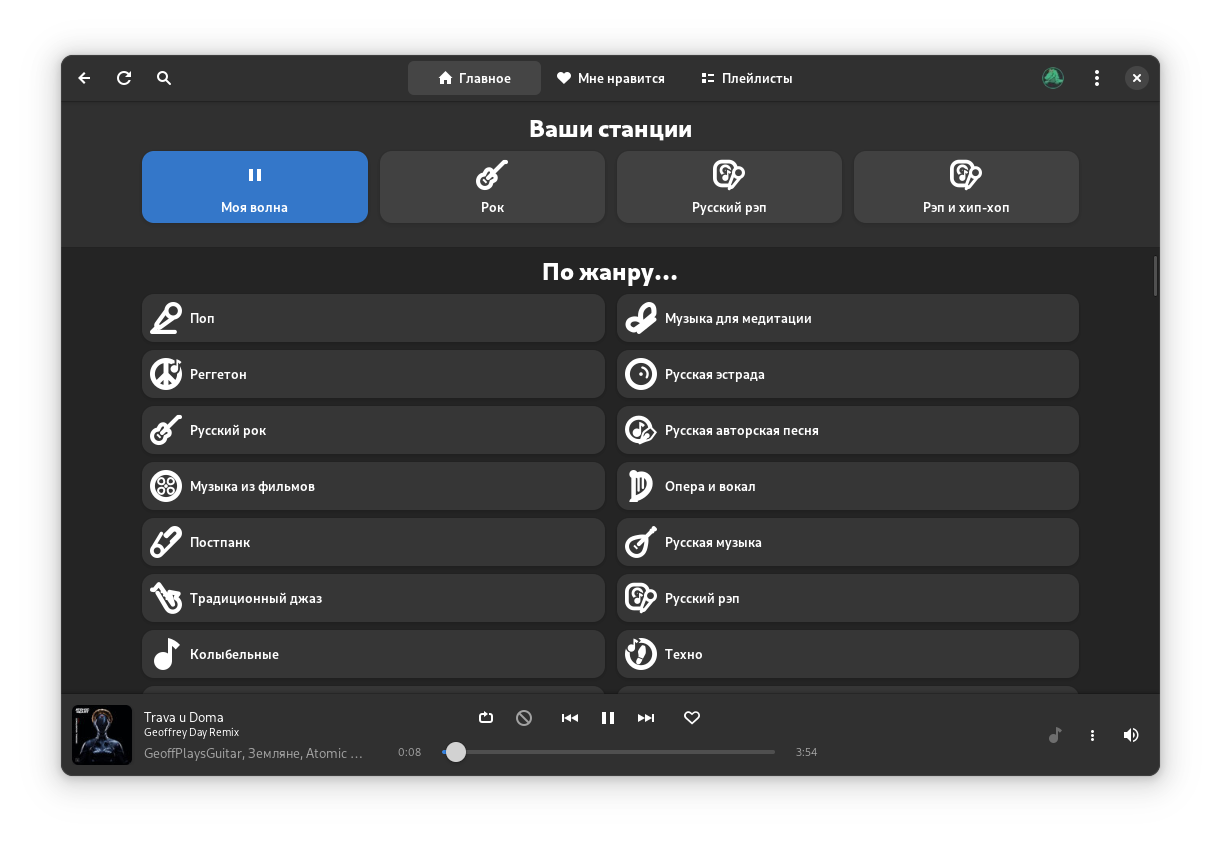 Главное
Мне нравится
Плейлисты
Ваши станции
Моя волна
Рок
Русский рэп
Рэп и хип-хоп
По жанру...
Поп
Музыка для медитации
Реггетон
Русская эстрада
Русский рок
Русская авторская песня
Музыка из фильмов
Опера и вокал
Постпанк
Русская музыка
Традиционный джаз
Русский рэп
Колыбельные
Техно
Trava u Doma
Geoffrey Day Remix
GeoffPlaysGuitar, Земляне, Atomic ...
0:08
3:54